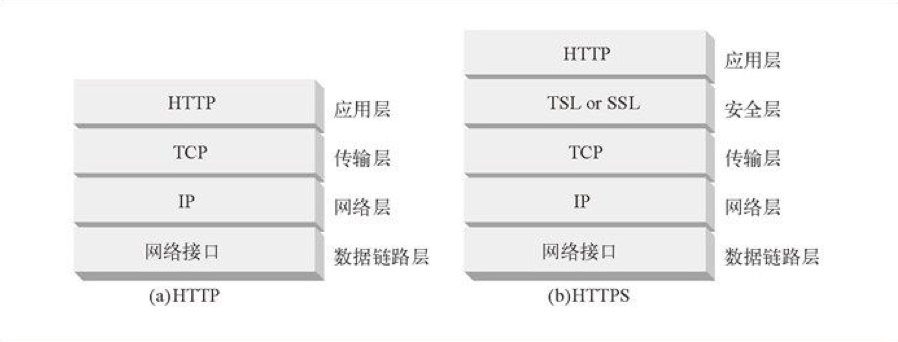 HTTP 应用层
TCP 传输层
IP 网络层
网络接口 数据链路层
(a)HTTP
HTTP 应用层
TSL or SSL 安全层
TCP 传输层
IP 网络层
网络接口 数据链路层
(b)HTTPS